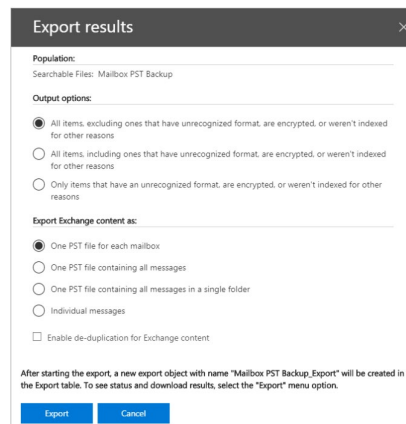 Export results
Population:
Searchable Files: Mailbox PST Backup
Output options:
All items, excluding ones that have unrecognized format, are encrypted, or weren't indexed
for other reasons
All items, including ones that have unrecognized format, are encrypted, or weren't indexed
for other reasons
Only items that have an unrecognized format, are encrypted, or weren't indexed for other
reasons
Export Exchange content as:
One PST file for each mailbox
One PST file containing all messages
One PST file containing all messages in a single folder
Individual messages
Enable de-duplication for Exchange content
After starting the export, a new export object with name "Mailbox PST Backup_Export" will be created in
the Export table. To see status and download results, select the "Export" menu option.
Export Cancel